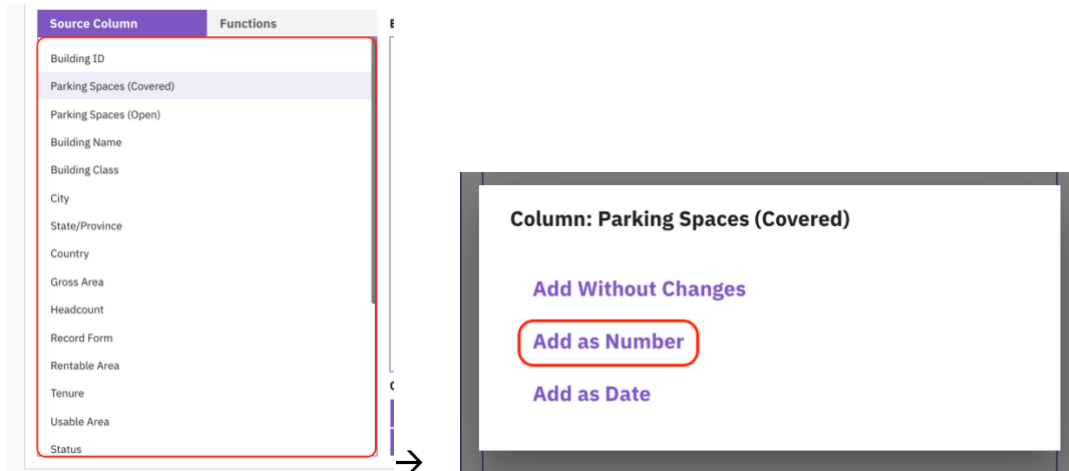 Source Column
Functions
Building ID
Parking Spaces (Covered)
Parking Spaces (Open)
Building Name
Building Class
City
State/Province
Country
Gross Area
Headcount
Record Form
Rentable Area
Tenure
Usable Area
Status
→
Column: Parking Spaces (Covered)
Add Without Changes
Add as Number
Add as Date